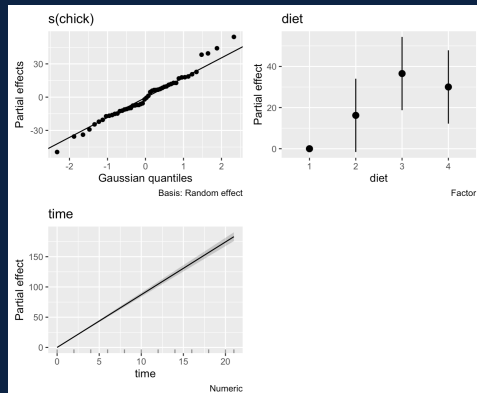 s(chick)
Partial effects
30
0
-30
-2
-1
0
1
2
Gaussian quantiles
Basis: Random effect
diet
Partial effect
40
20
0
1
2
3
4
diet
Factor
time
Partial effect
150
100
50
0
0
5
10
15
20
time
Numeric